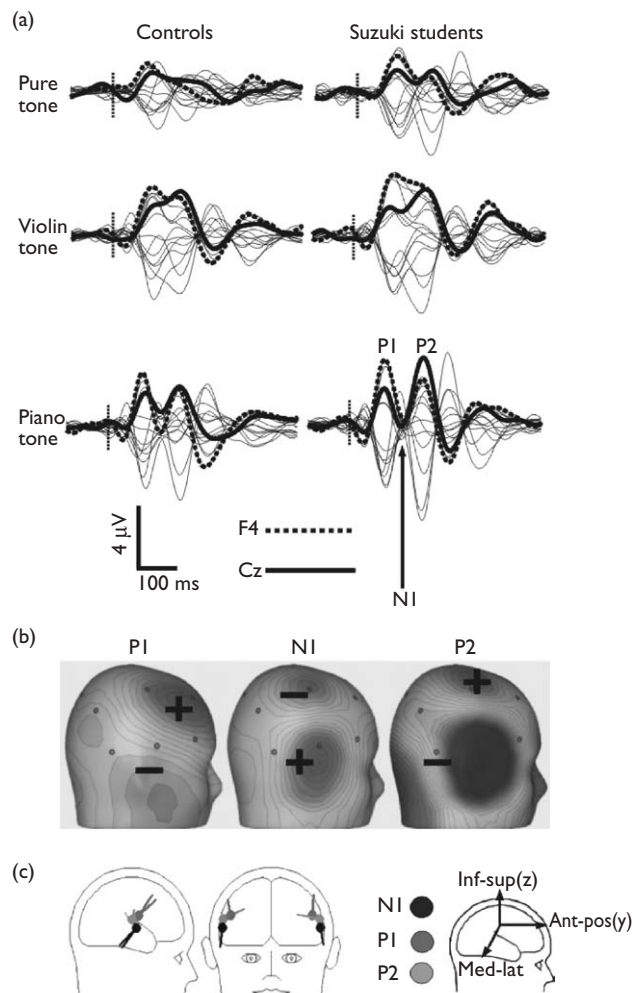 (a)
Controls
Suzuki students
Pure
tone
Violin
tone
P1
P2
Piano
tone
4 µV
100 ms
F4
Cz
N1
(b)
P1
N1
P2
+
−
−
+
+
−
(c)
N1
P1
P2
Inf-sup(z)
Ant-pos(y)
Med-lat